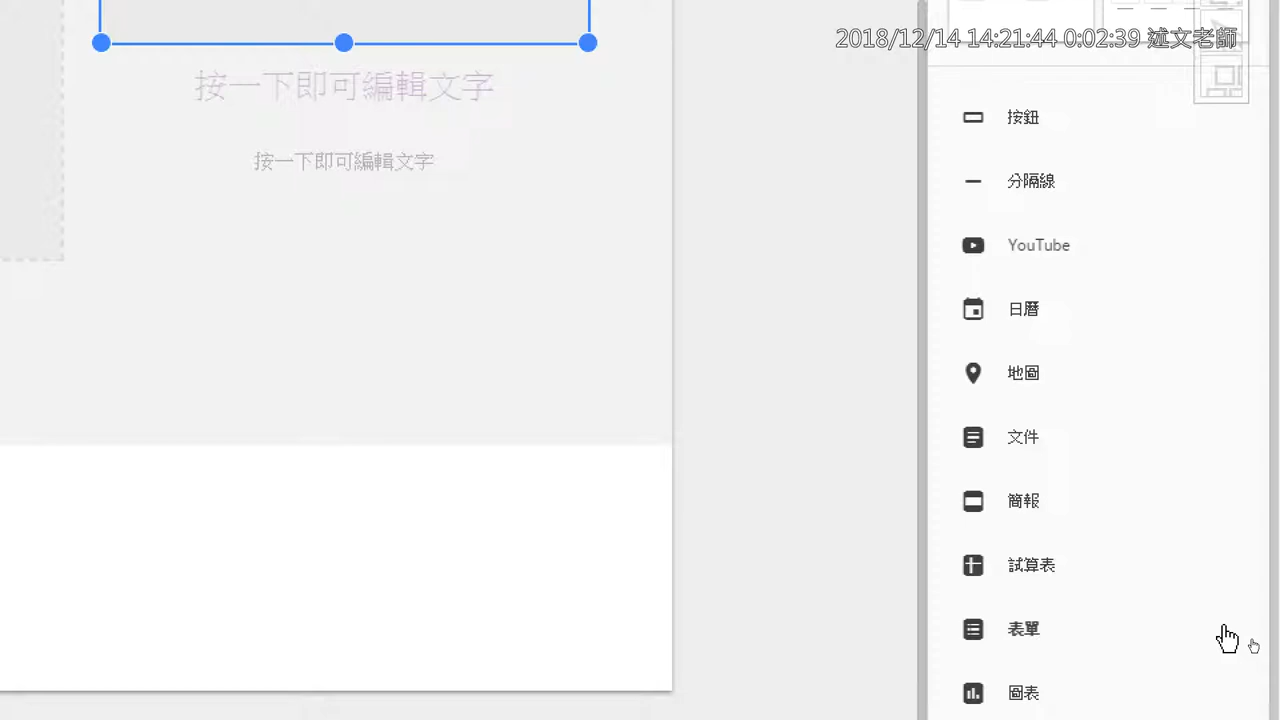 2018/12/14 14:21:44 0:02:39 述文老師
按一下即可編輯文字
按一下即可編輯文字
按鈕
分隔線
YouTube
日曆
地圖
文件
簡報
試算表
表單
圖表